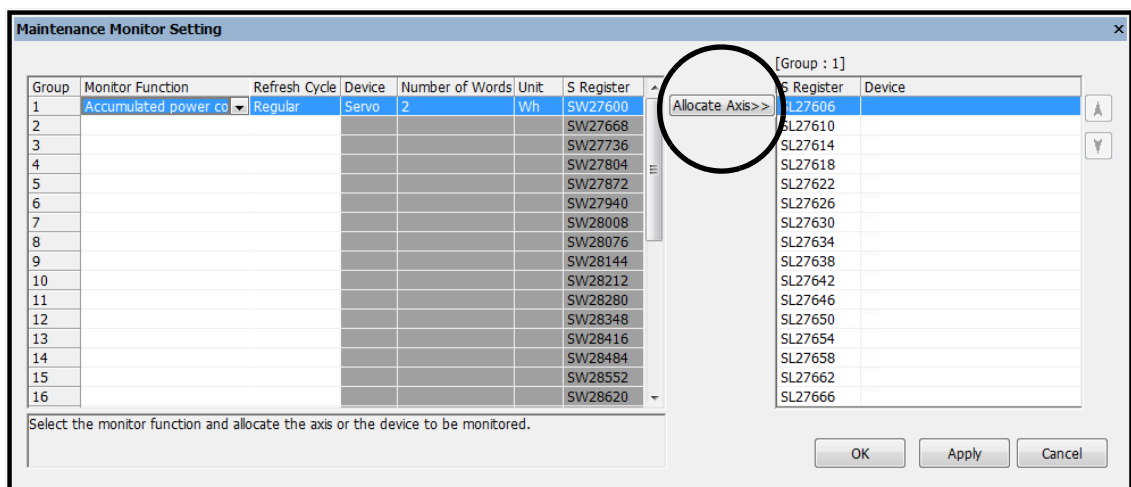 Maintenance Monitor Setting
[Group : 1]
Group Monitor Function Refresh Cycle Device Number of Words Unit S Register
1 Accumulated power co Regular Servo 2 Wh SW27600
2 SW27668
3 SW27736
4 SW27804
5 SW27872
6 SW27940
7 SW28008
8 SW28076
9 SW28144
10 SW28212
11 SW28280
12 SW28348
13 SW28416
14 SW28484
15 SW28552
16 SW28620
Allocate Axis>>
S Register Device
SL27606
SL27610
SL27614
SL27618
SL27622
SL27626
SL27630
SL27634
SL27638
SL27642
SL27646
SL27650
SL27654
SL27658
SL27662
SL27666
Select the monitor function and allocate the axis or the device to be monitored.
OK Apply Cancel